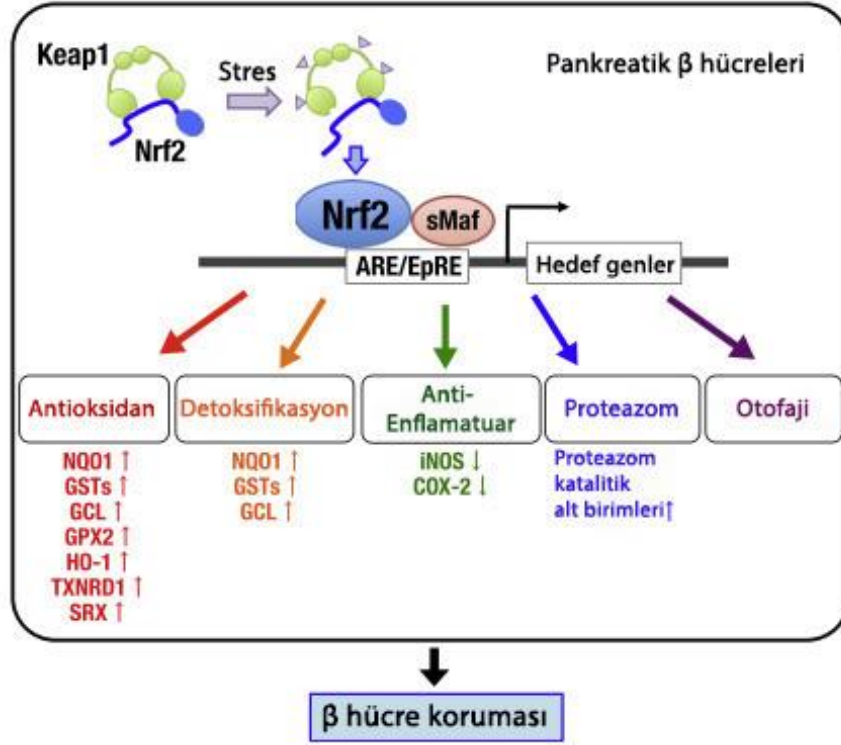 Keap1
Stres
Pankreatik β hücreleri
Nrf2
Nrf2
sMaf
ARE/EpRE
Hedef genler
Antioksidan
NQO1 ↑
GSTs ↑
GCL ↑
GPX2 ↑
HO-1 ↑
TXNRD1 ↑
SRX ↑
Detoksifikasyon
NQO1 ↑
GSTs ↑
GCL ↑
Anti-
Enflamatuar
iNOS ↓
COX-2 ↓
Proteazom
Proteazom
katalitik
alt birimleri↑
Otofaji
β hücre koruması